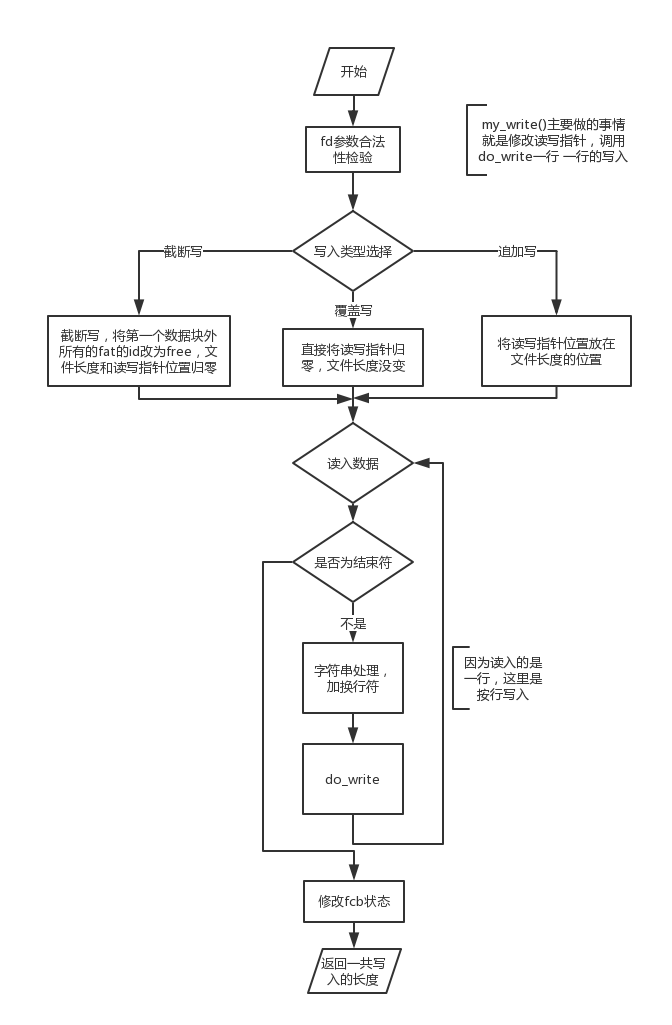 开始
fd参数合法
性检验
my_write()主要做的事情
就是修改读写指针，调用
do_write一行 一行的写入
截断写
写入类型选择
追加写
覆盖写
截断写，将第一个数据块外
所有的fat的id改为free，文
件长度和读写指针位置归零
直接将读写指针归
零，文件长度没变
将读写指针位置放在
文件长度的位置
读入数据
是否为结束符
不是
字符串处理，
加换行符
因为读入的是
一行，这里是
按行写入
do_write
修改fcb状态
返回一共写
入的长度